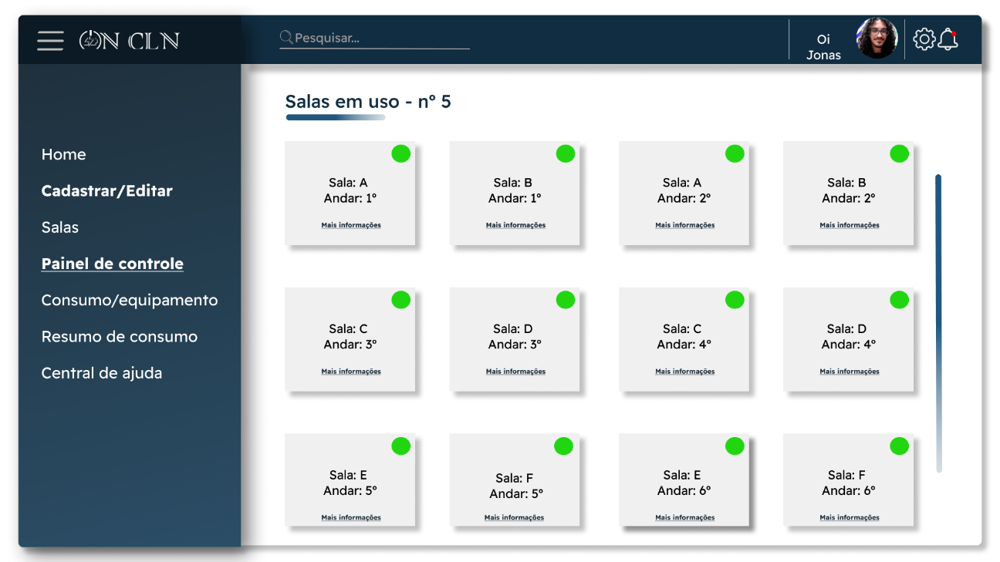 ON CLN
Pesquisar...
Oi
Jonas
Salas em uso - nº 5
Home
Cadastrar/Editar
Salas
Painel de controle
Consumo/equipamento
Resumo de consumo
Central de ajuda
Sala: A
Andar: 1º
Mais informações
Sala: B
Andar: 1º
Mais informações
Sala: A
Andar: 2º
Mais informações
Sala: B
Andar: 2º
Mais informações
Sala: C
Andar: 3º
Mais informações
Sala: D
Andar: 3º
Mais informações
Sala: C
Andar: 4º
Mais informações
Sala: D
Andar: 4º
Mais informações
Sala: E
Andar: 5º
Mais informações
Sala: F
Andar: 5º
Mais informações
Sala: E
Andar: 6º
Mais informações
Sala: F
Andar: 6º
Mais informações